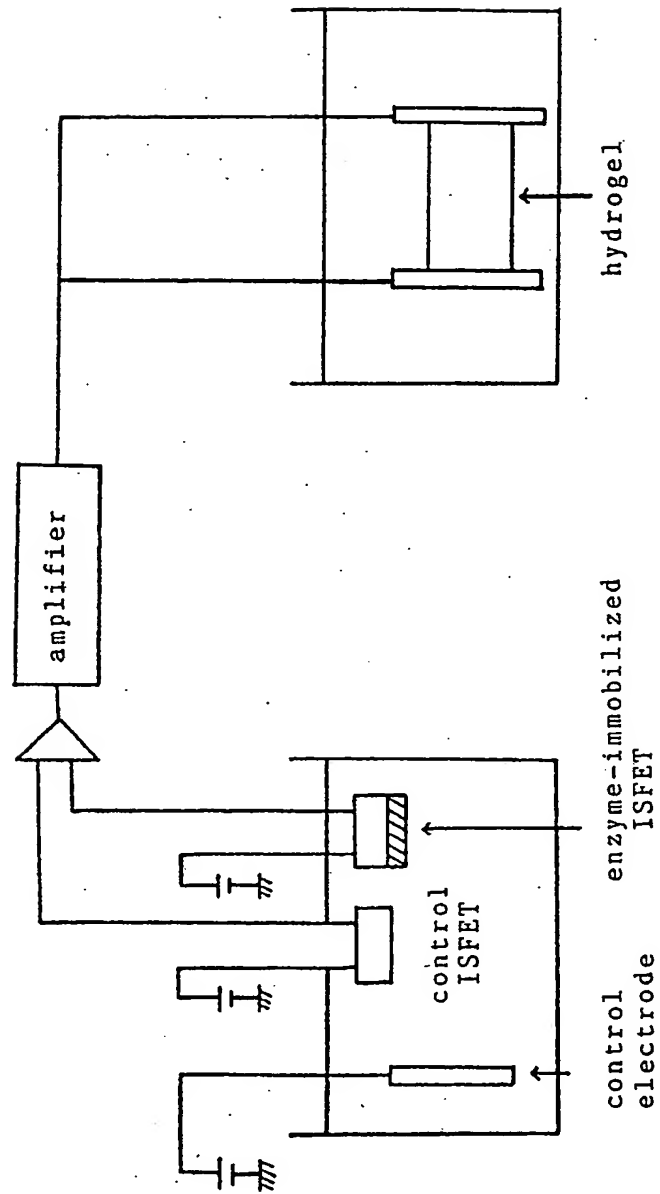 amplifier
hydrogel
control
ISFET
enzyme-immobilized
ISFET
control
electrode